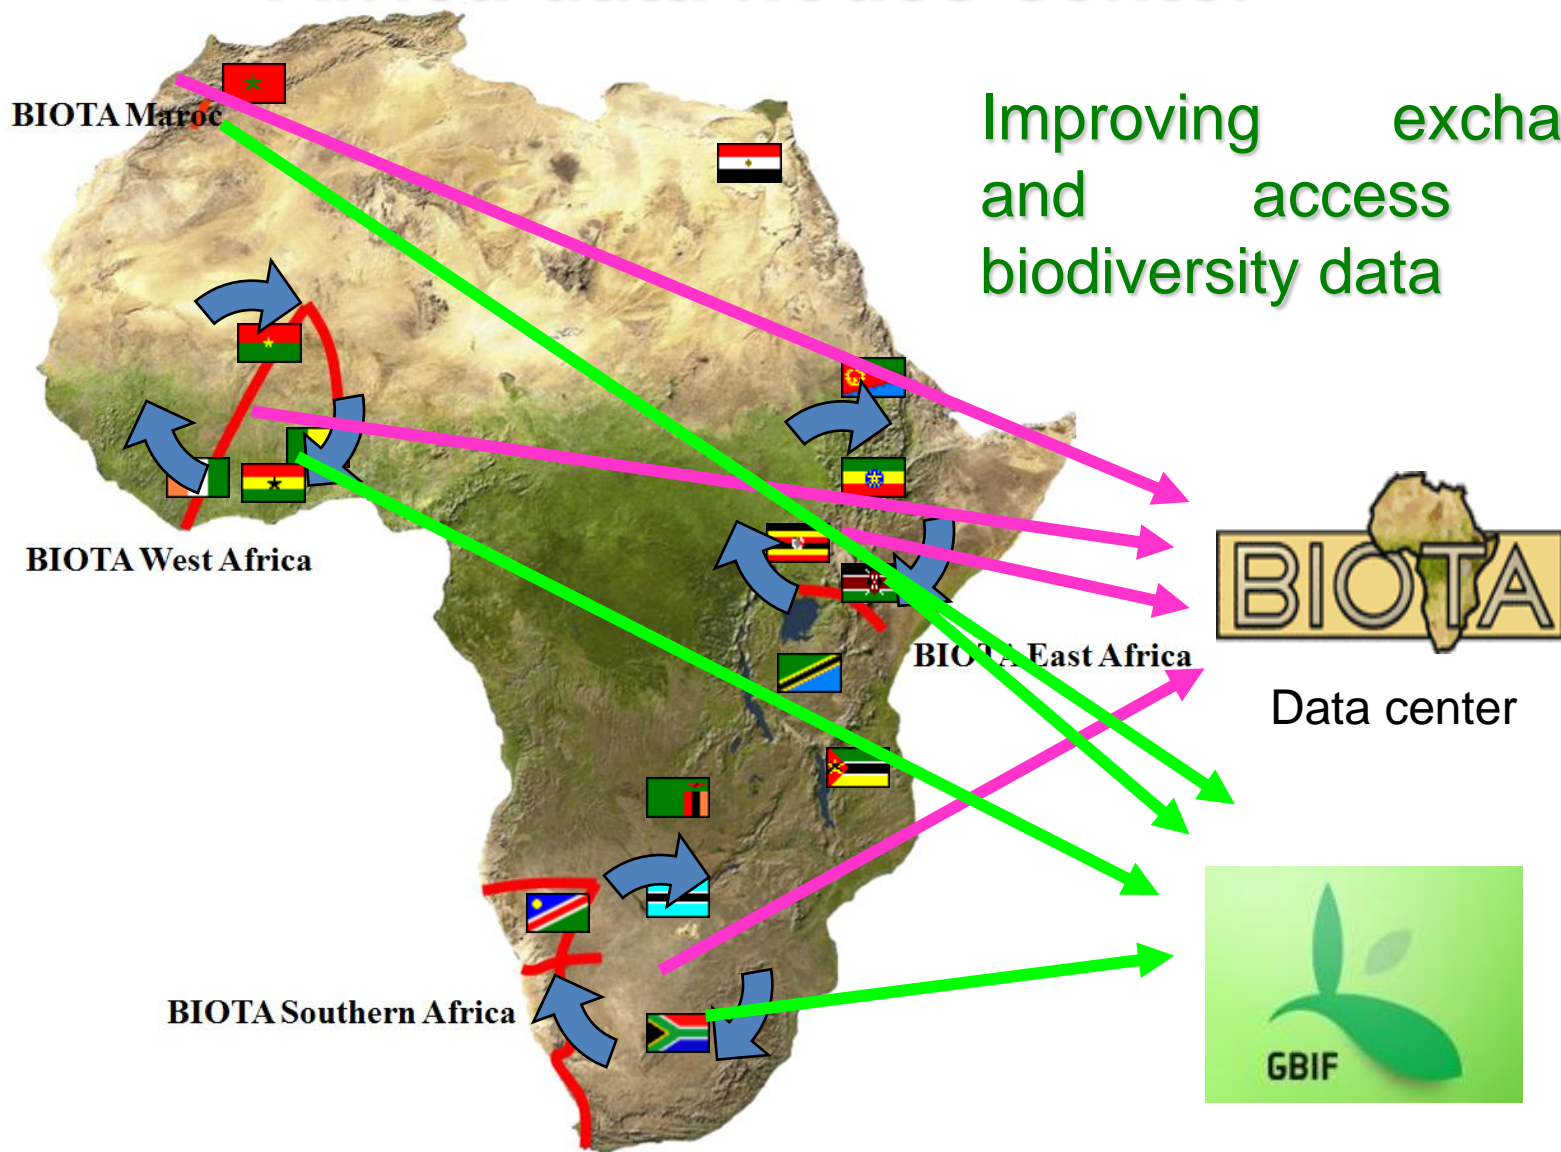 Improving excha
and access
biodiversity data
BIOTA Maroc
BIOTA West Africa
BIOTA East Africa
BIOTA
Data center
BIOTA Southern Africa
GBIF